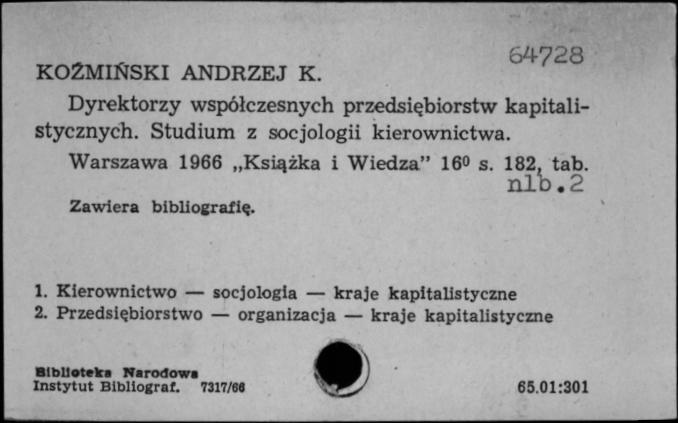 64728
KOŹMIŃSKI ANDRZEJ K.
Dyrektorzy współczesnych przedsiębiorstw kapitali-
stycznych. Studium z socjologii kierownictwa.
Warszawa 1966 „Książka i Wiedza” 16⁰ s. 182, tab.
nlb.2
Zawiera bibliografię.
1. Kierownictwo — socjologia — kraje kapitalistyczne
2. Przedsiębiorstwo — organizacja — kraje kapitalistyczne
Biblioteka Narodowa
Instytut Bibliograf. 7317/66
65.01:301